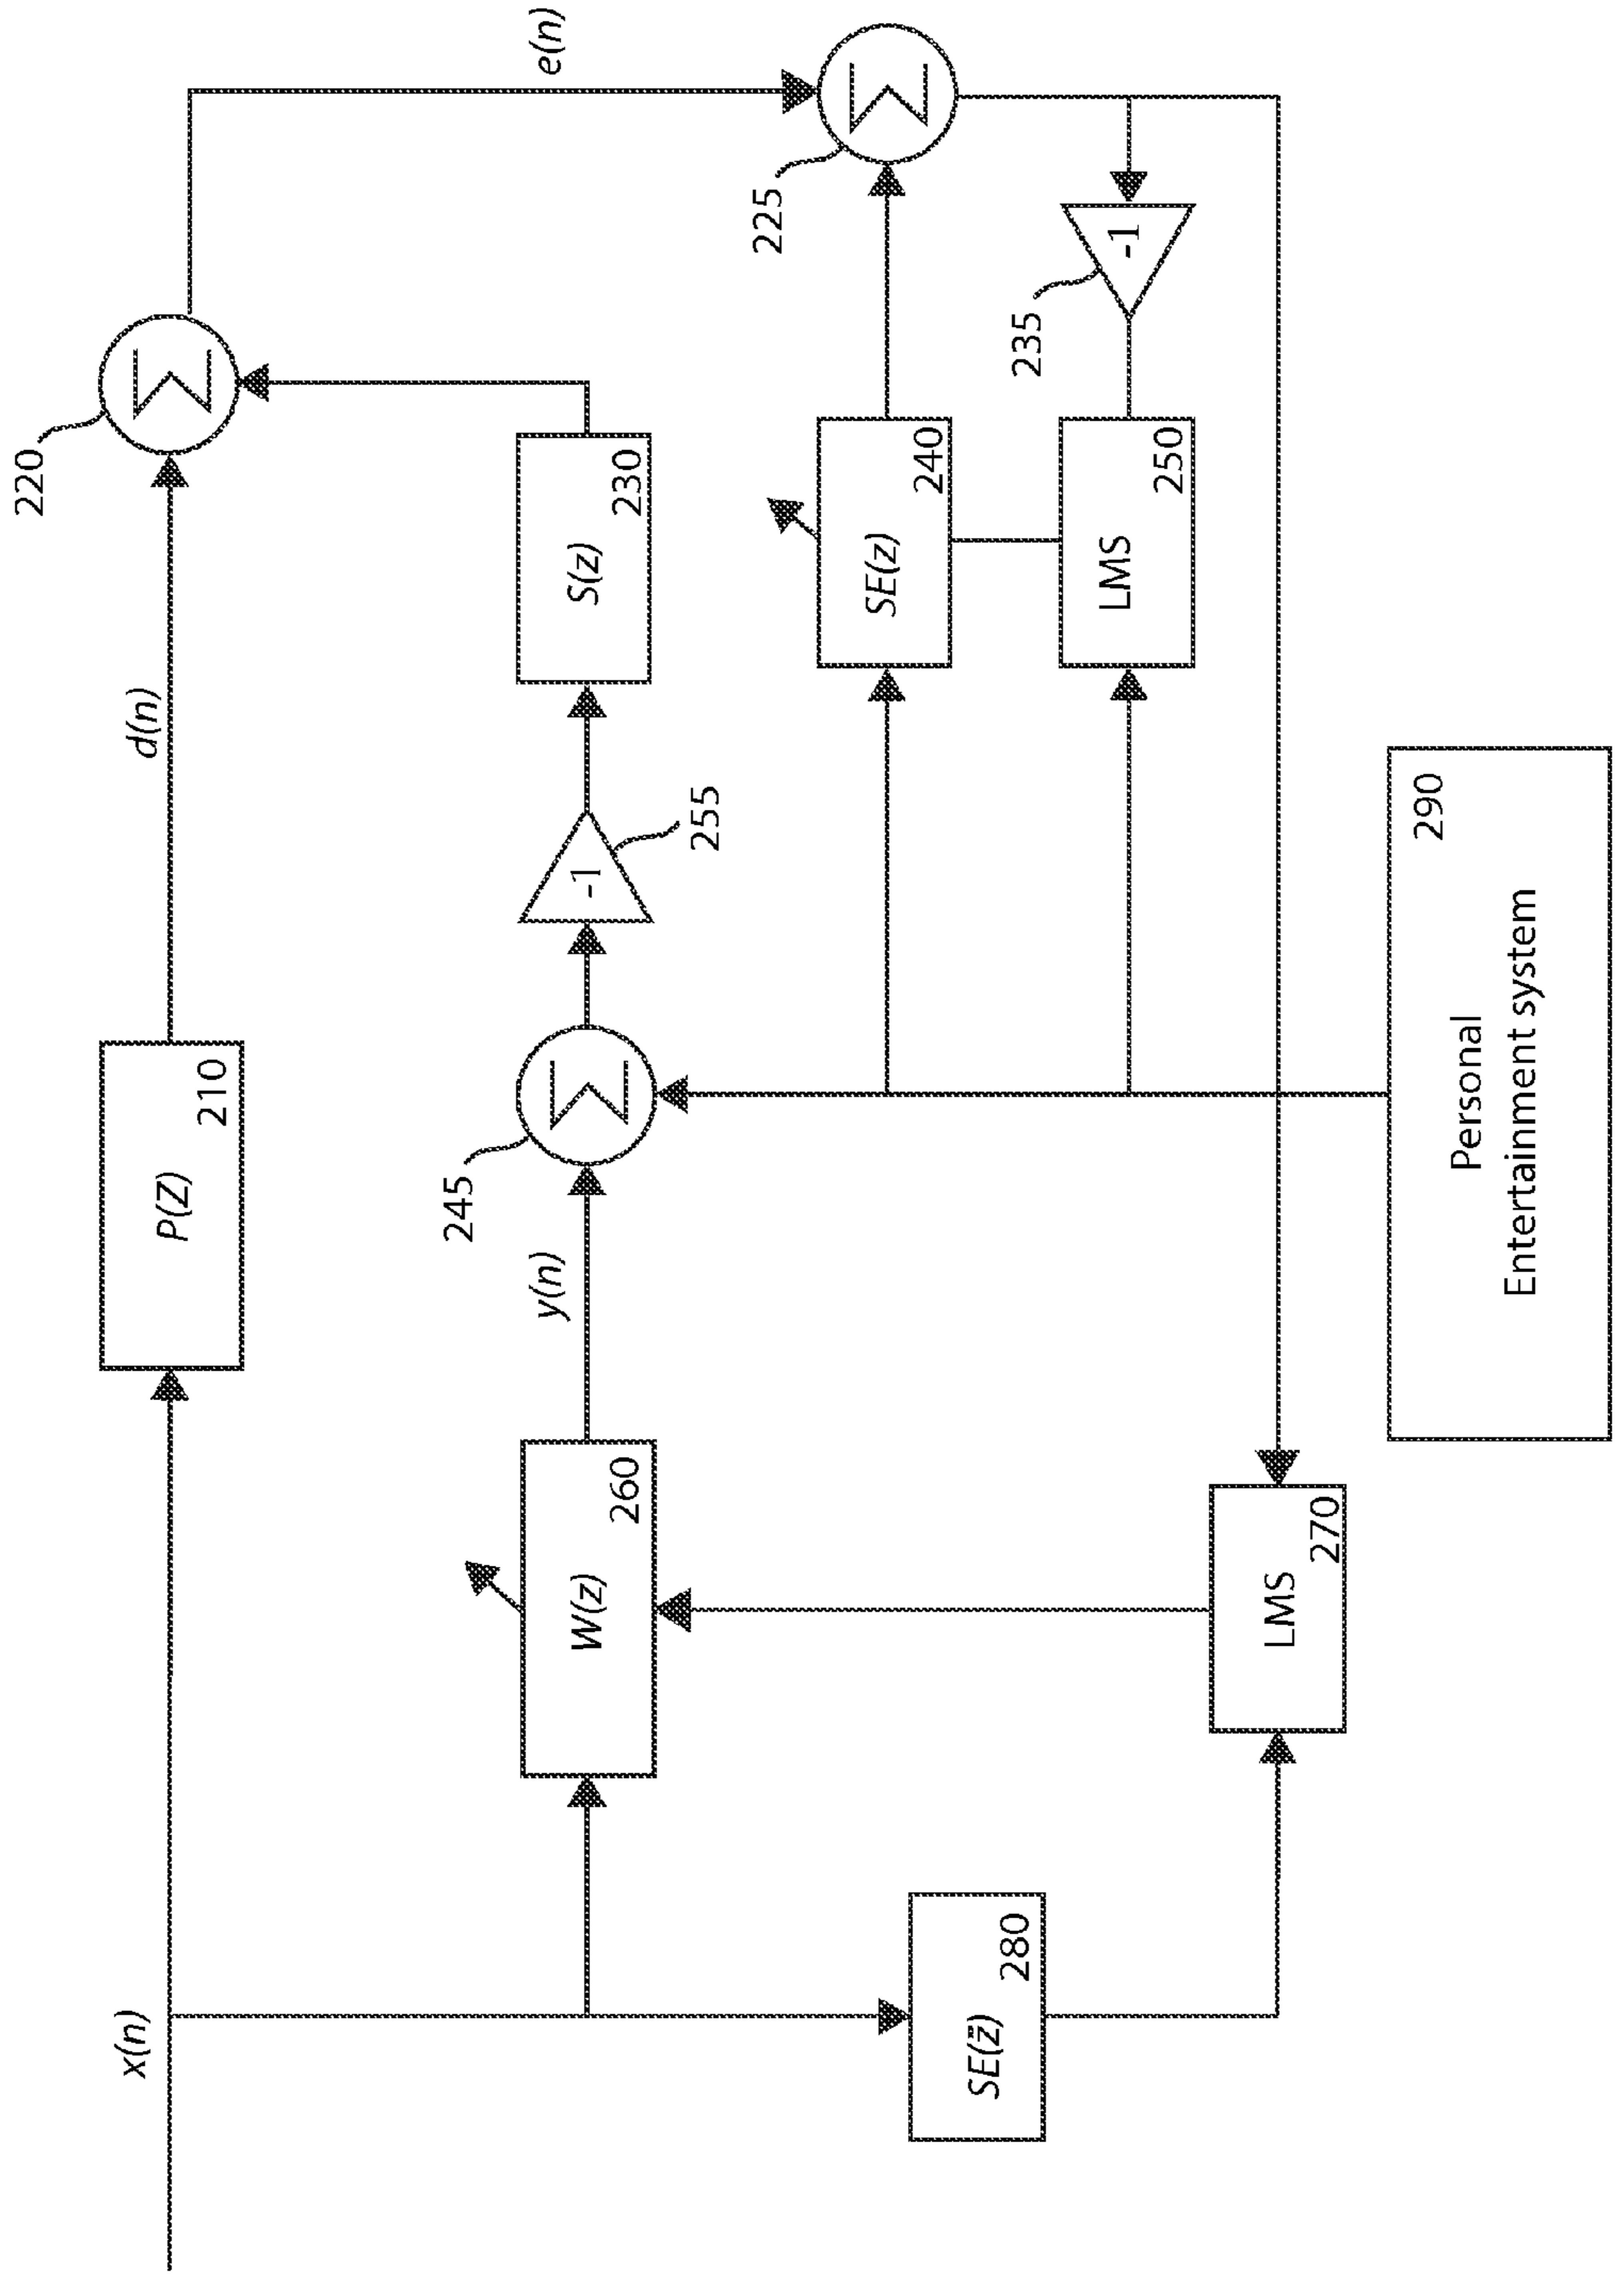 x(n)
P(Z)
210
d(n)
220
Σ
e(n)
W(z)
260
y(n)
245
Σ
-1
255
S(z)
230
225
Σ
SE(z)
240
LMS
250
235
-1
SE(z̈)
280
LMS
270
290
Personal
Entertainment system